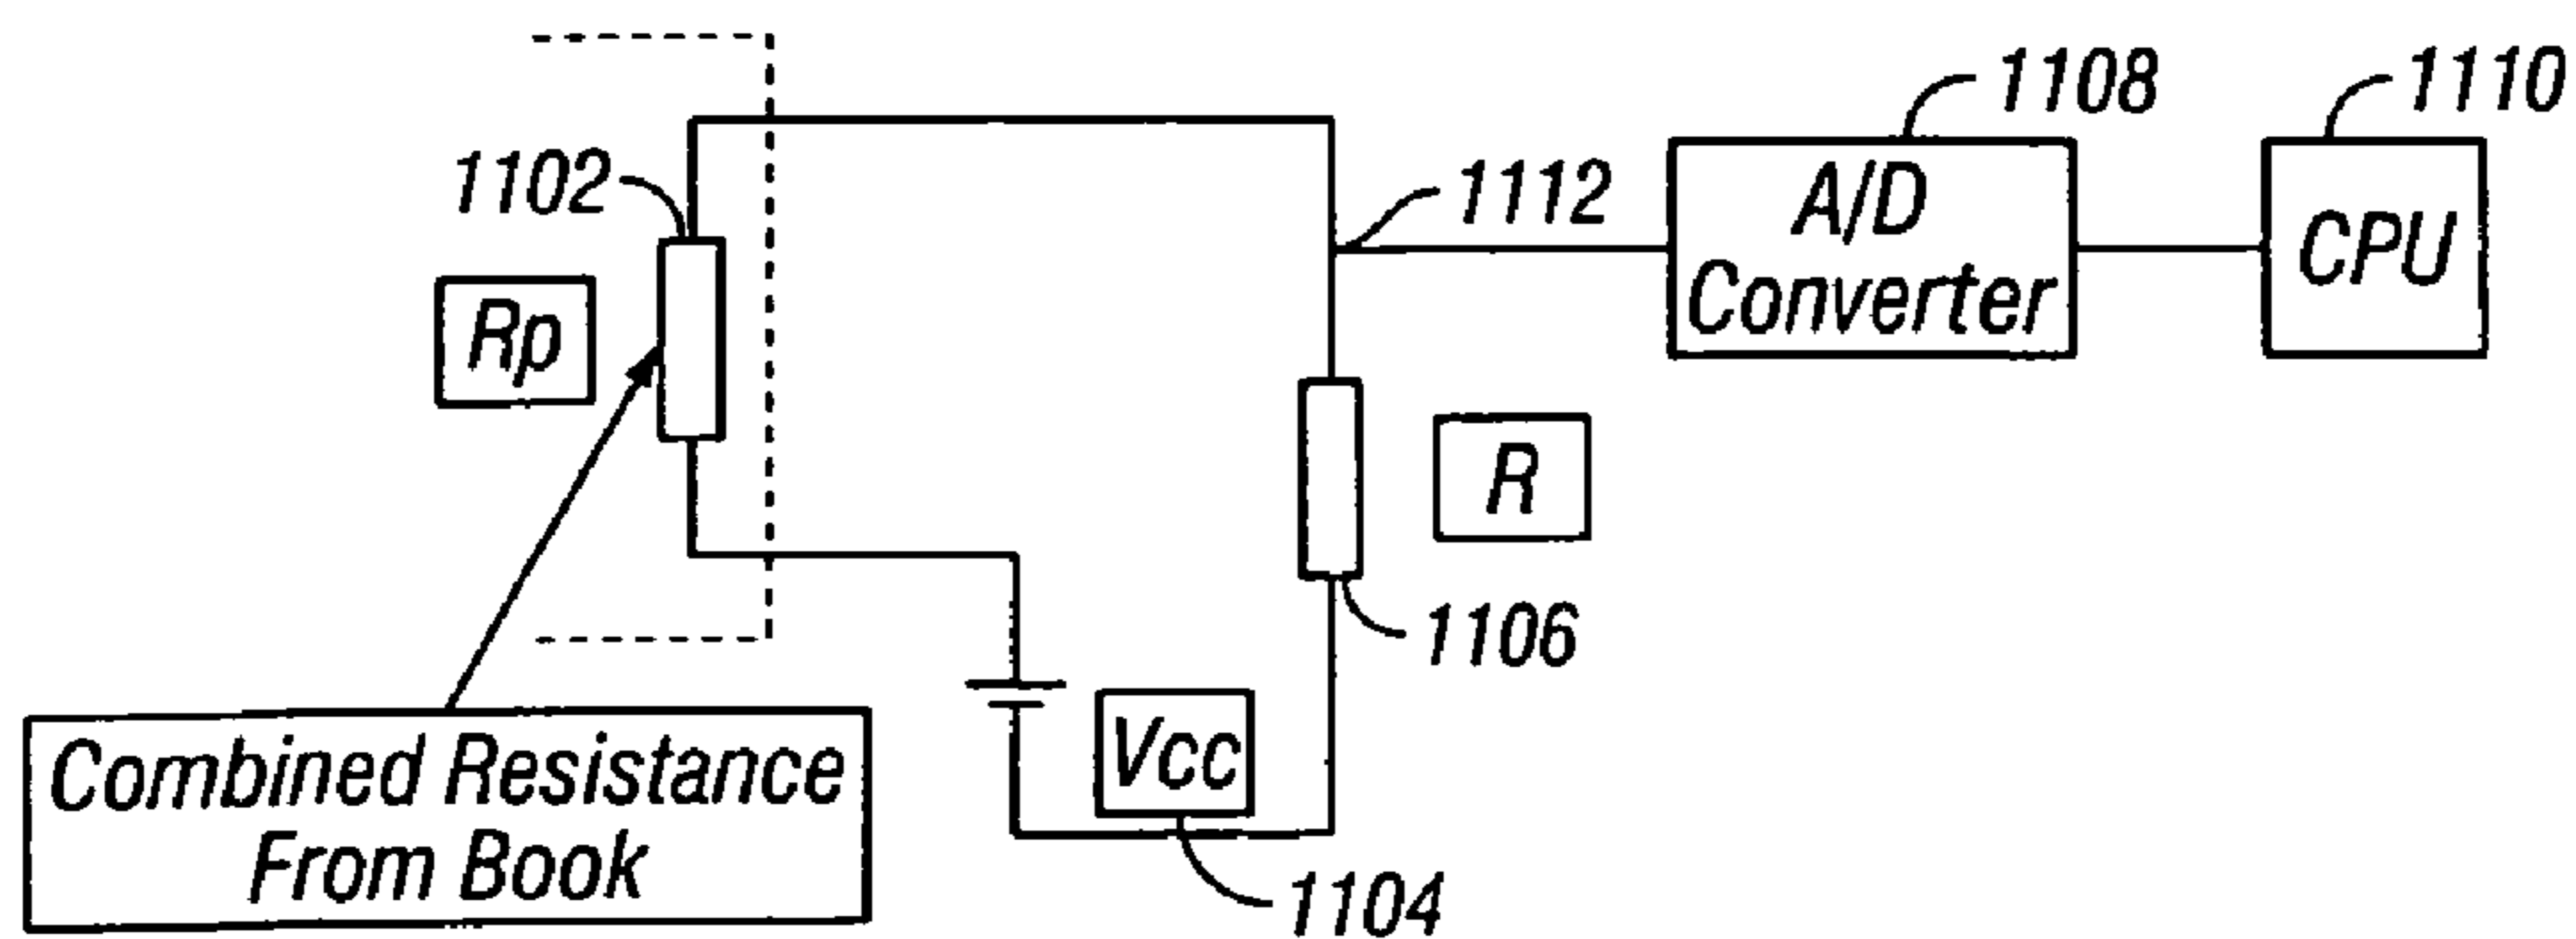 1108
1110
1102
1112
A/D
Converter
CPU
Rp
R
1106
Vcc
Combined Resistance
From Book
1104